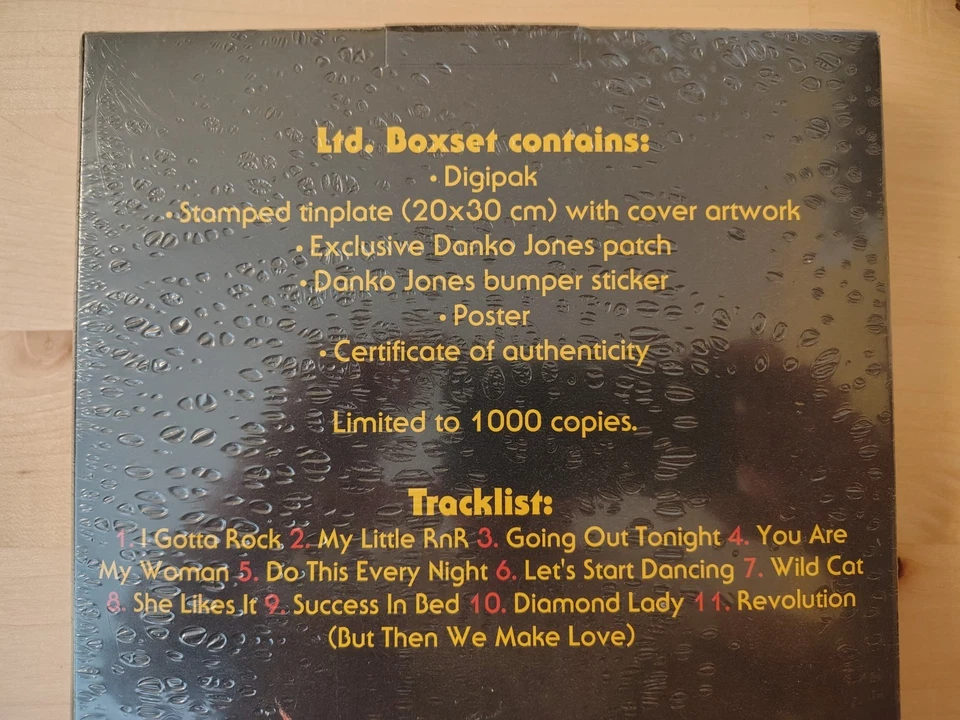 Ltd. Boxset contains:
• Digipak
• Stamped tinplate (20x30 cm) with cover artwork
• Exclusive Danko Jones patch
• Danko Jones bumper sticker
• Poster
• Certificate of authenticity
Limited to 1000 copies.
Tracklist:
1. I Gotta Rock 2. My Little RnR 3. Going Out Tonight 4. You Are
My Woman 5. Do This Every Night 6. Let's Start Dancing 7. Wild Cat
8. She Likes It 9. Success In Bed 10. Diamond Lady 11. Revolution
(But Then We Make Love)